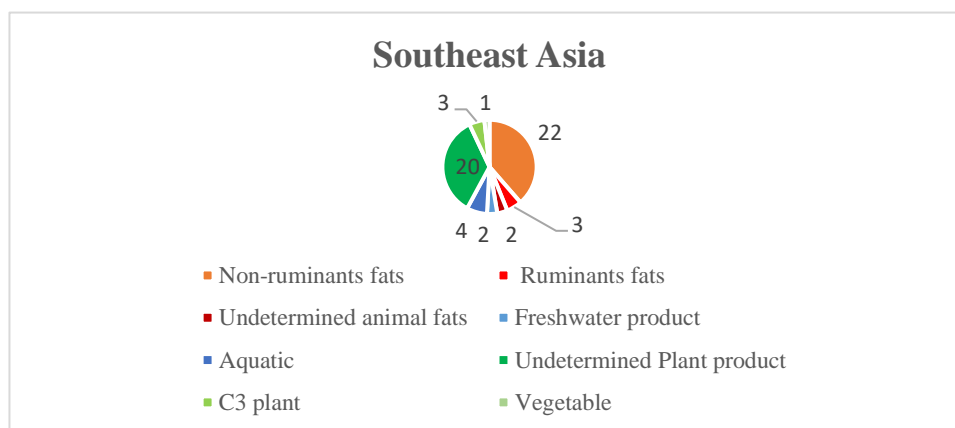 Southeast Asia
3 1
22
20
3
4 2 2
Non-ruminants fats Ruminants fats
Undetermined animal fats Freshwater product
Aquatic Undetermined Plant product
C3 plant Vegetable